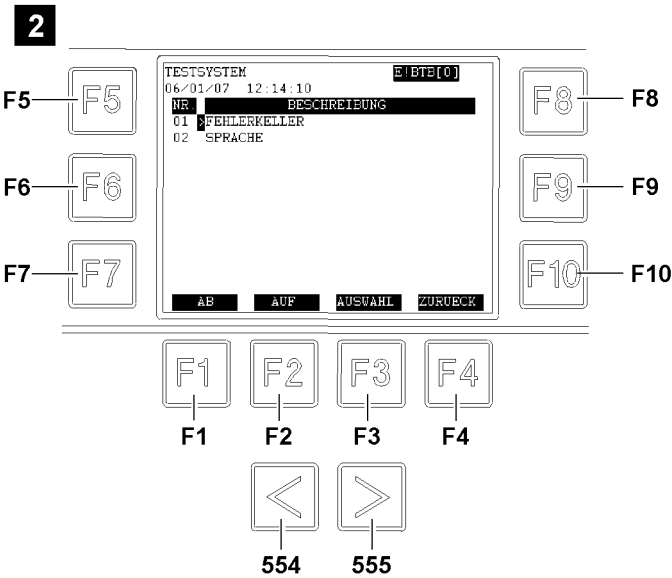 2
TESTSYSTEM E!BTB[0]
06/01/07 12:14:10
NR. BESCHREIBUNG
01 >FEHLERKELLER
02 SPRACHE
AB AUF AUSWAHL ZURUECK
F5 F5 F8 F8
F6 F6 F9 F9
F7 F7 F10 F10
F1 F2 F3 F4
F1 F2 F3 F4
< >
554 555